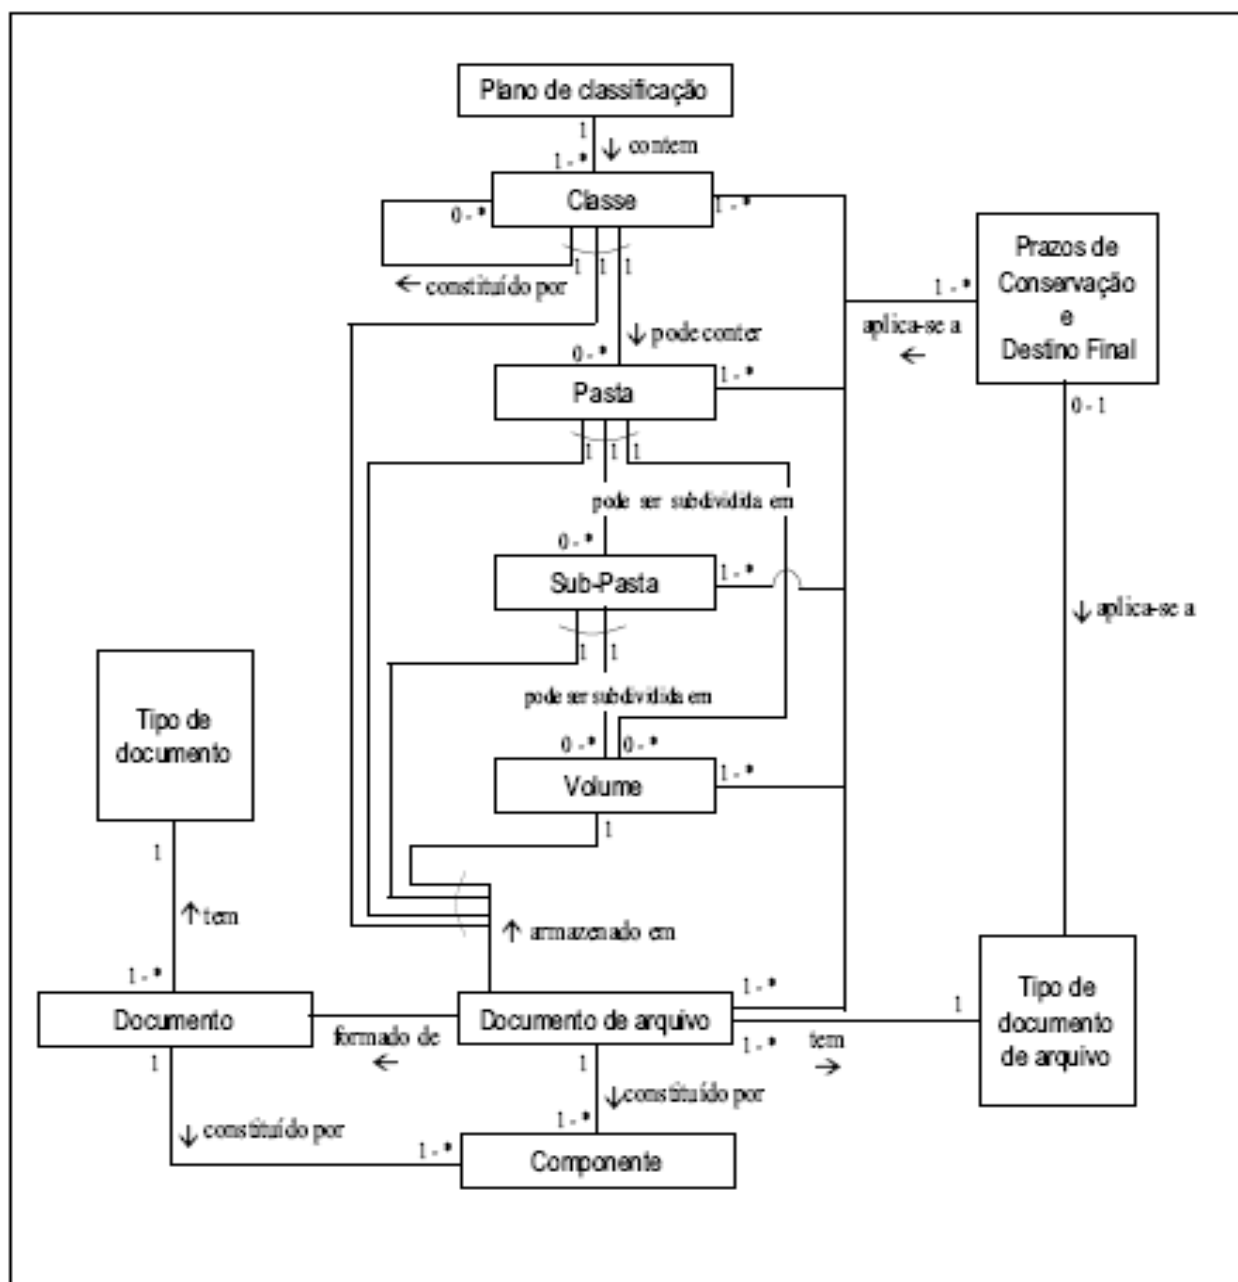 Plano de classificação
1
↓ contem
1 - *
Classe
0 - *
1 - *
1 1 1
← constituído por
Prazos de
Conservação
e
Destino Final
1 - *
aplica-se a
←
↓ pode conter
0 - *
Pasta
1 - *
0 - 1
1 1 1
pode ser subdividida em
0 - *
Sub-Pasta
1 - *
↓ aplica-se a
1 1
pode ser subdividida em
Tipo de
documento
0 - * 0 - *
Volume
1 - *
1
1
↑ tem
↑ armazenado em
1 - *
Documento
formado de
←
Documento de arquivo
1 - *
1 - *
tem
→
1
Tipo de
documento
de arquivo
1
1
↓ constituído por
↓ constituído por
1 - *
1 - *
Componente